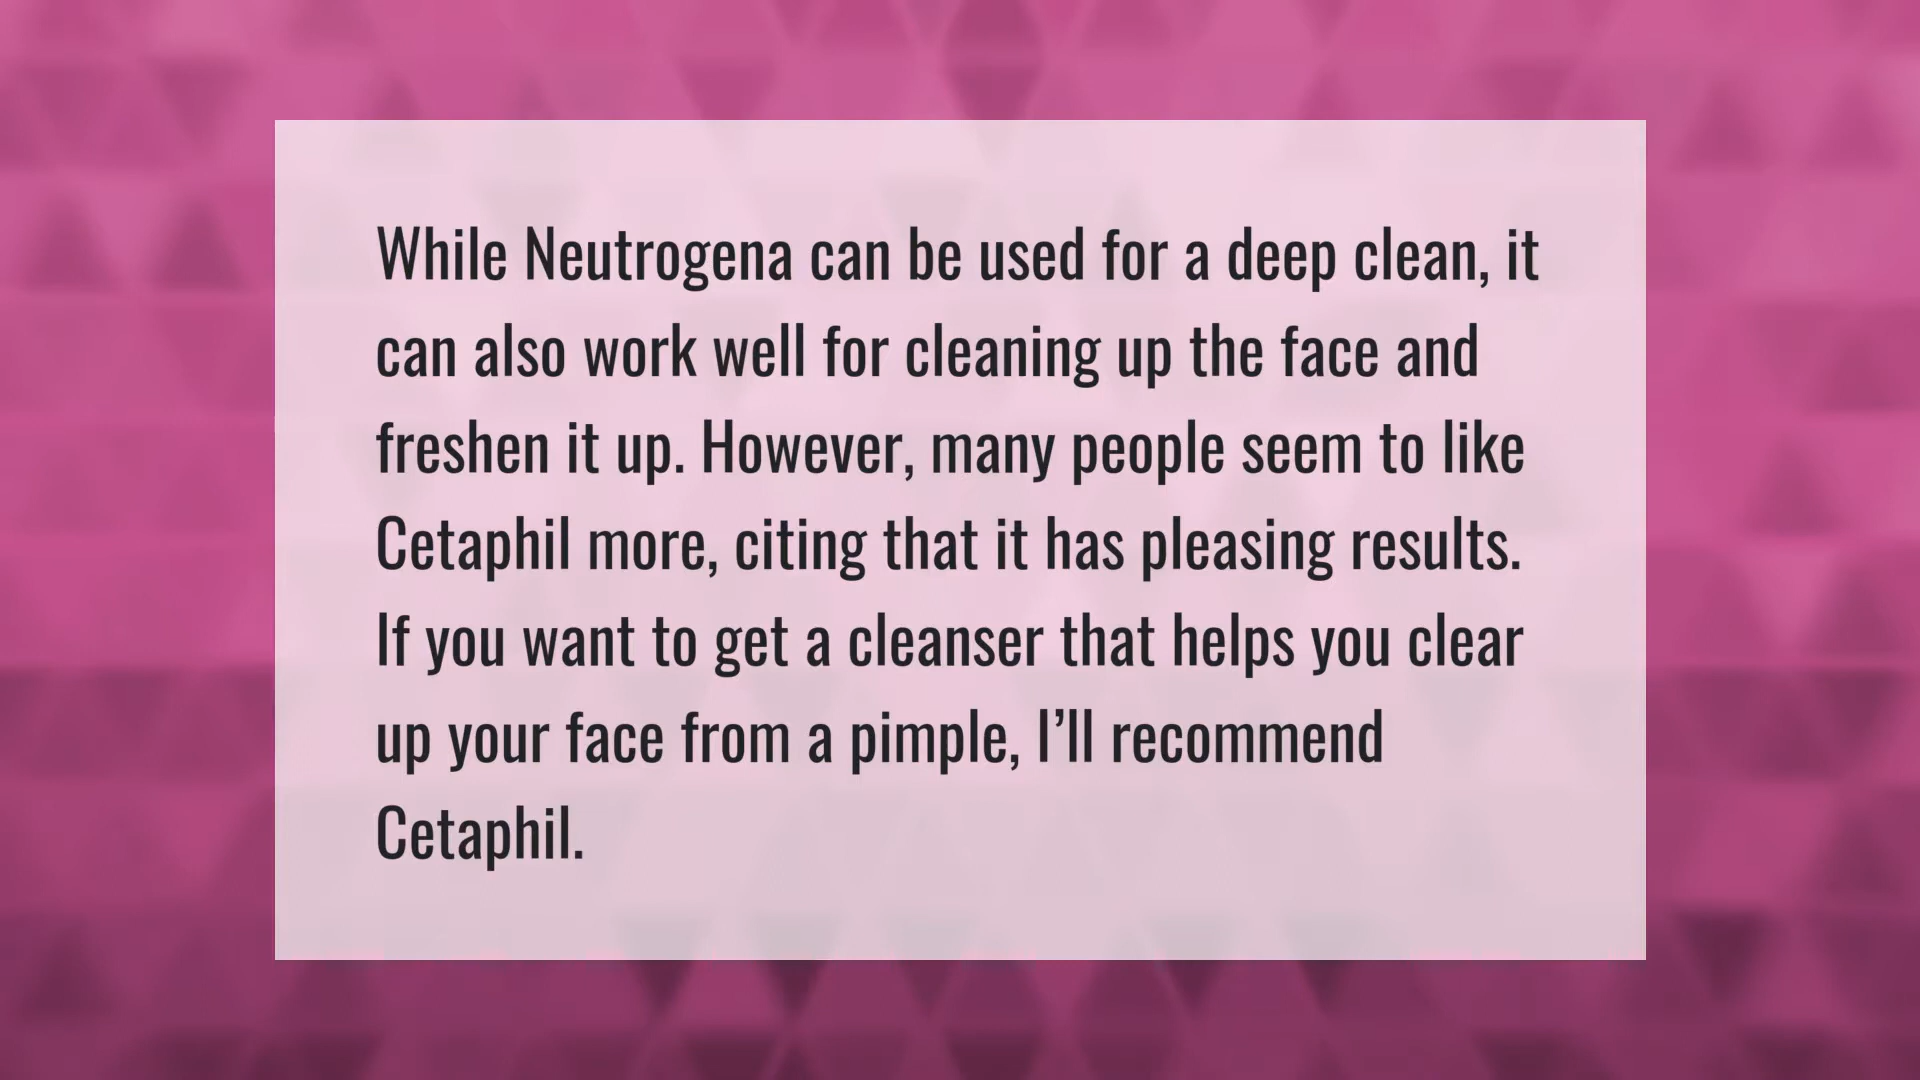 While Neutrogena can be used for a deep clean, it
can also work well for cleaning up the face and
freshen it up. However, many people seem to like
Cetaphil more, citing that it has pleasing results.
If you want to get a cleanser that helps you clear
up your face from a pimple, I’ll recommend
Cetaphil.